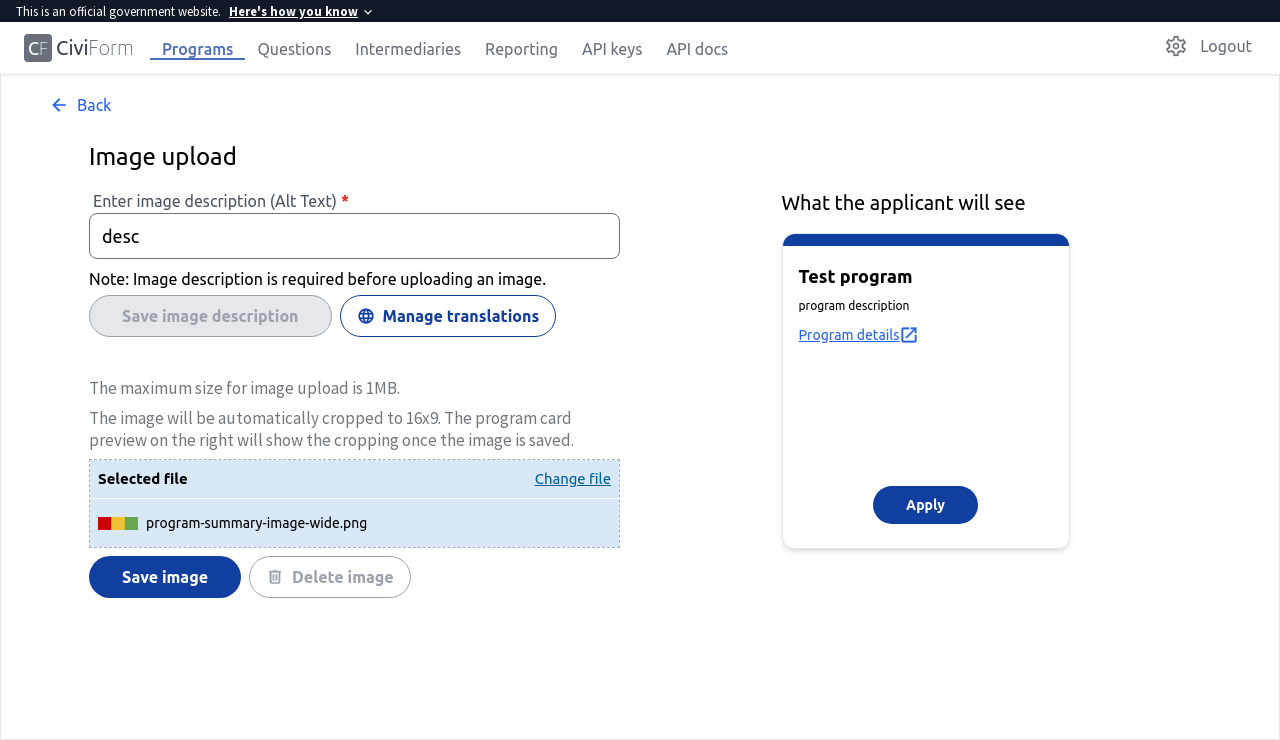 This is an official government website. Here's how you know
CF CiviForm Programs Questions Intermediaries Reporting API keys API docs Logout
Back
Image upload
Enter image description (Alt Text) *
desc
Note: Image description is required before uploading an image.
Save image description Manage translations
The maximum size for image upload is 1MB.
The image will be automatically cropped to 16x9. The program card
preview on the right will show the cropping once the image is saved.
Selected file Change file
program-summary-image-wide.png
Save image Delete image
What the applicant will see
Test program
program description
Program details
Apply